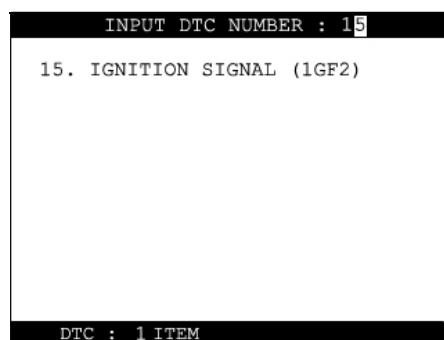 INPUT DTC NUMBER : 15
15. IGNITION SIGNAL (1GF2)
DTC : 1 ITEM